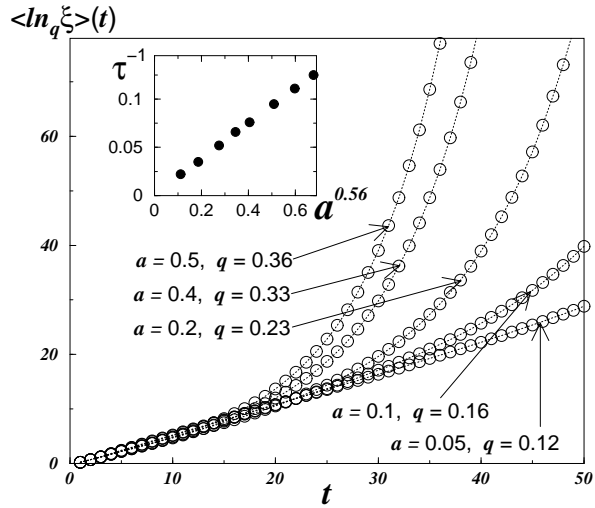 <ln_q ξ>(t)
80
60
40
20
0
0 10 20 30 40 50
t
τ^{-1}
0.1
0.05
0
0 0.2 0.4 0.6
a^{0.56}
a = 0.5, q = 0.36
a = 0.4, q = 0.33
a = 0.2, q = 0.23
a = 0.1, q = 0.16
a = 0.05, q = 0.12